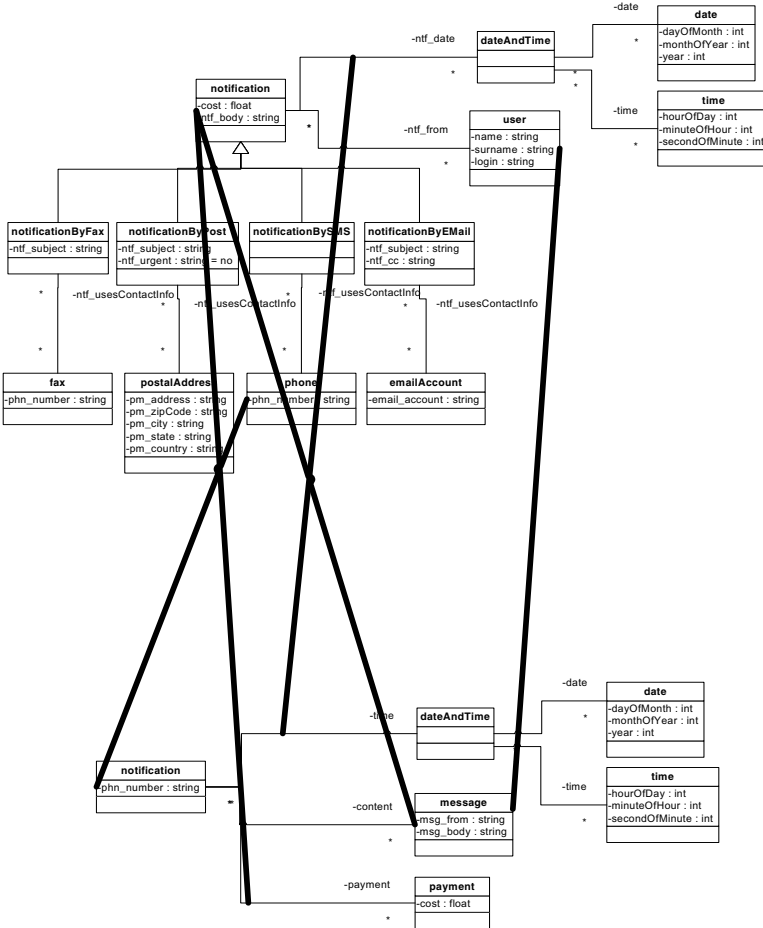 -date
date
-dayOfMonth : int
-monthOfYear : int
-year : int
*
-ntf_date
dateAndTime
*
*
*
notification
-cost : float
-ntf_body : string
*
-time
time
-hourOfDay : int
-minuteOfHour : int
-secondOfMinute : int
*
-ntf_from
*
user
-name : string
-surname : string
-login : string
notificationByFax
-ntf_subject : string
notificationByPost
-ntf_subject : string
-ntf_urgent : string = no
notificationBySMS
notificationByEMail
-ntf_subject : string
-ntf_cc : string
*
-ntf_usesContactInfo
*
-ntf_usesContactInfo
*
-ntf_usesContactInfo
*
-ntf_usesContactInfo
*
*
*
*
fax
-phn_number : string
postalAddress
-pm_address : string
-pm_zipCode : string
-pm_city : string
-pm_state : string
-pm_country : string
phone
-phn_number : string
emailAccount
-email_account : string
-date
date
-dayOfMonth : int
-monthOfYear : int
-year : int
*
-time
dateAndTime
notification
-phn_number : string
*
-time
time
-hourOfDay : int
-minuteOfHour : int
-secondOfMinute : int
*
-content
*
message
-msg_from : string
-msg_body : string
-payment
*
payment
-cost : float